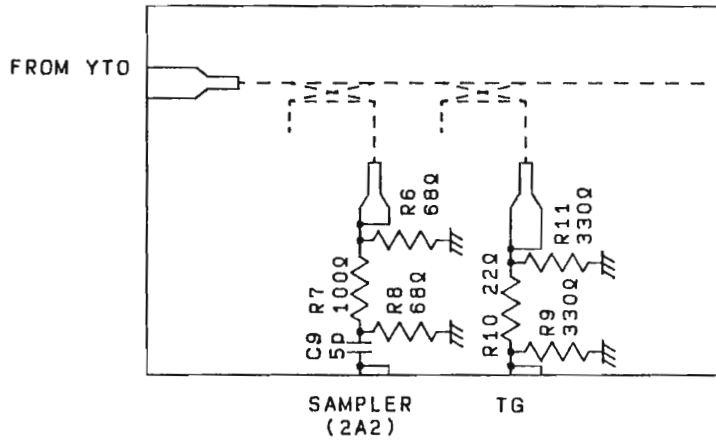 FROM YTO
R6
68Ω
R7
100Ω
R8
68Ω
C9
5p
R11
330Ω
R10
22Ω
R9
330Ω
SAMPLER
(2A2)
TG